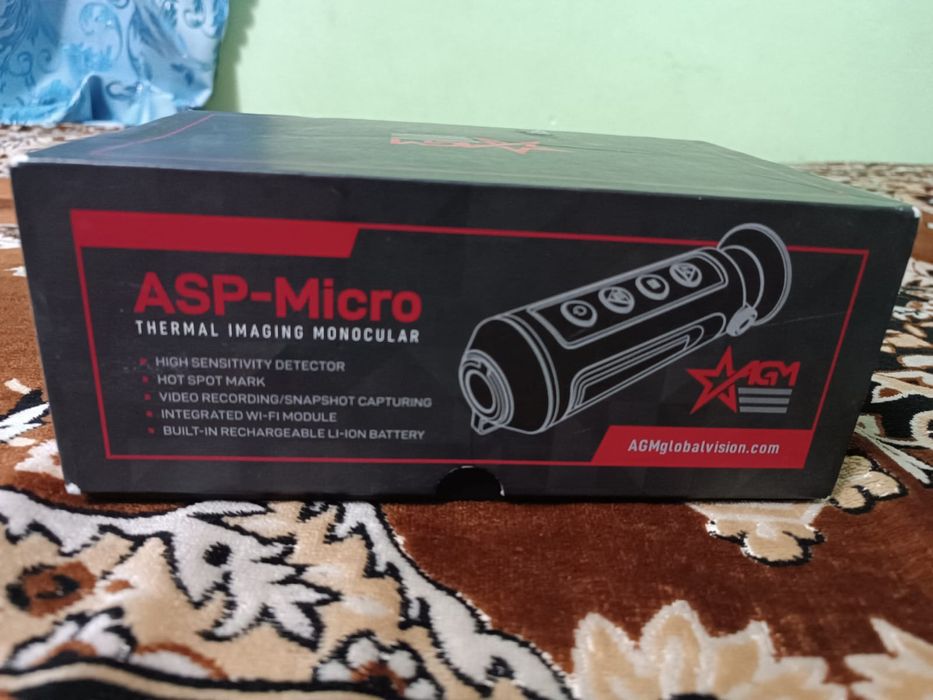 ASP-Micro
THERMAL IMAGING MONOCULAR
HIGH SENSITIVITY DETECTOR
HOT SPOT MARK
VIDEO RECORDING/SNAPSHOT CAPTURING
INTEGRATED WI-FI MODULE
BUILT-IN RECHARGEABLE LI-ION BATTERY
AGM
AGMglobalvision.com